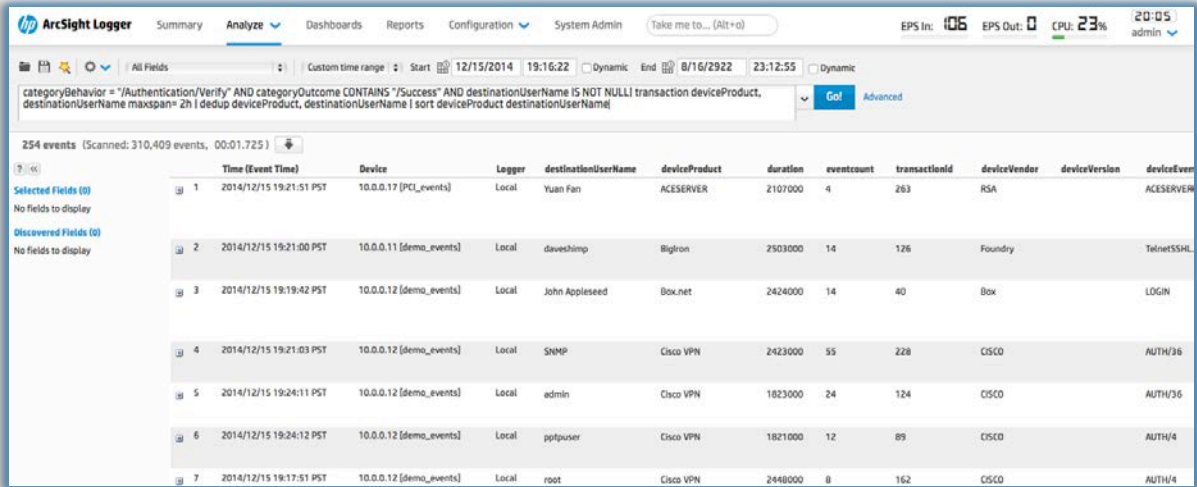 hp ArcSight Logger Summary Analyze Dashboards Reports Configuration System Admin Take me to... (Alt+o) EPS In: 106 EPS Out: 0 CPU: 23% 20:05
admin
All Fields Custom time range Start 12/15/2014 19:16:22 Dynamic End 8/16/2922 23:12:55 Dynamic
categoryBehavior = "/Authentication/Verify" AND categoryOutcome CONTAINS "/Success" AND destinationUserName IS NOT NULL| transaction deviceProduct,
destinationUserName maxspan= 2h | dedup deviceProduct, destinationUserName | sort deviceProduct destinationUserName
Go! Advanced
254 events (Scanned: 310,409 events, 00:01.725)
? «
Time (Event Time) Device Logger destinationUserName deviceProduct duration eventcount transactionid deviceVendor deviceVersion deviceEven
Selected Fields (0)
No fields to display
Discovered Fields (0)
No fields to display
1 2014/12/15 19:21:51 PST 10.0.0.17 [PCI_events] Local Yuan Fan ACESERVER 2107000 4 263 RSA ACESERVER
2 2014/12/15 19:21:00 PST 10.0.0.11 [demo_events] Local daveshimp BigIron 2503000 14 126 Foundry TelnetSSHL
3 2014/12/15 19:19:42 PST 10.0.0.12 [demo_events] Local John Appleseed Box.net 2424000 14 40 Box LOGIN
4 2014/12/15 19:21:03 PST 10.0.0.12 [demo_events] Local SNMP Cisco VPN 2423000 55 228 CISCO AUTH/36
5 2014/12/15 19:24:11 PST 10.0.0.12 [demo_events] Local admin Cisco VPN 1823000 24 124 CISCO AUTH/36
6 2014/12/15 19:24:12 PST 10.0.0.12 [demo_events] Local pptpuser Cisco VPN 1821000 12 89 CISCO AUTH/4
7 2014/12/15 19:17:51 PST 10.0.0.12 [demo_events] Local root Cisco VPN 2448000 8 162 CISCO AUTH/4